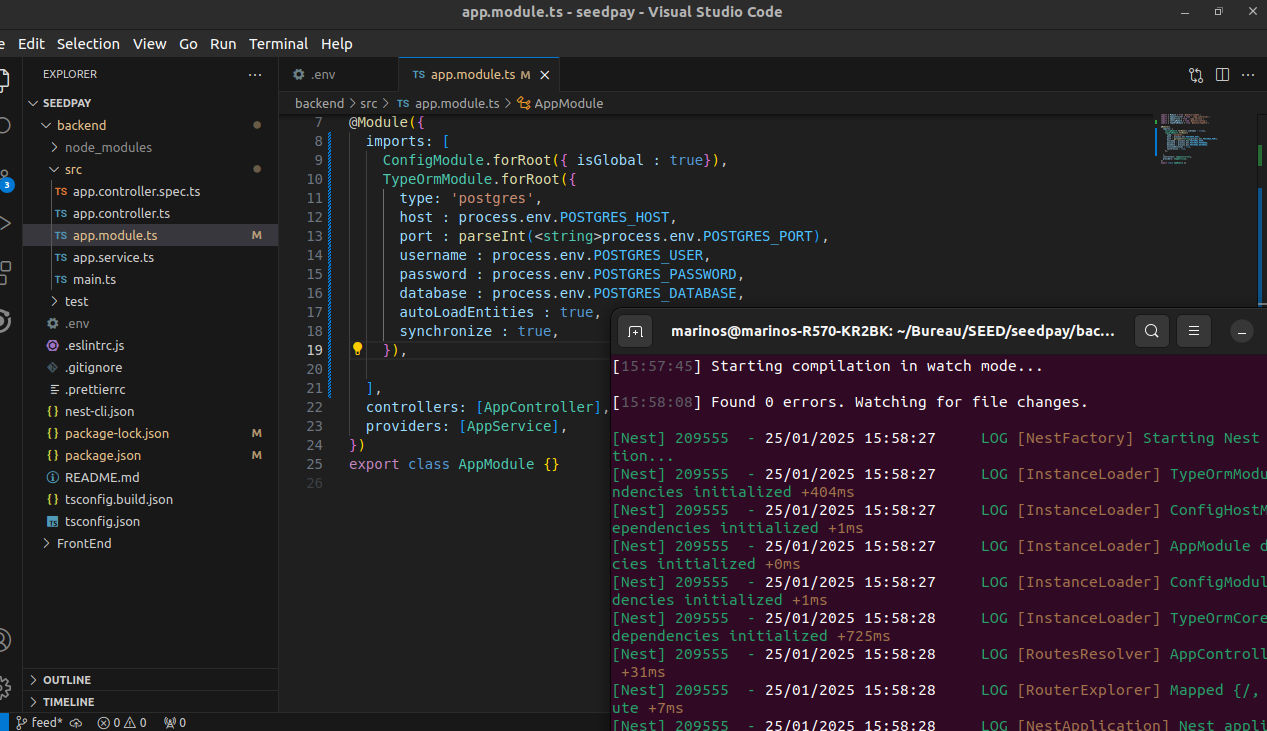 app.module.ts - seedpay - Visual Studio Code
Edit Selection View Go Run Terminal Help
EXPLORER
SEEDPAY
backend
node_modules
src
TS app.controller.spec.ts
TS app.controller.ts
TS app.module.ts M
TS app.service.ts
TS main.ts
test
.env
.eslintrc.js
.gitignore
.prettierrc
nest-cli.json
package-lock.json M
package.json M
README.md
tsconfig.build.json
tsconfig.json
FrontEnd
OUTLINE
TIMELINE
3
.env
TS app.module.ts M
backend > src > TS app.module.ts > AppModule
7 @Module({
8 imports: [
9 ConfigModule.forRoot({ isGlobal : true}),
10 TypeOrmModule.forRoot({
11 type: 'postgres',
12 host : process.env.POSTGRES_HOST,
13 port : parseInt(<string>process.env.POSTGRES_PORT),
14 username : process.env.POSTGRES_USER,
15 password : process.env.POSTGRES_PASSWORD,
16 database : process.env.POSTGRES_DATABASE,
17 autoLoadEntities : true,
18 synchronize : true,
19 }),
20
21 ],
22 controllers: [AppController],
23 providers: [AppService],
24 })
25 export class AppModule {}
26
marinos@marinos-R570-KR2BK: ~/Bureau/SEED/seedpay/bac...
[15:57:45] Starting compilation in watch mode...
[15:58:08] Found 0 errors. Watching for file changes.
[Nest] 209555 - 25/01/2025 15:58:27 LOG [NestFactory] Starting Nest
tion...
[Nest] 209555 - 25/01/2025 15:58:27 LOG [InstanceLoader] TypeOrmModu
ndencies initialized +404ms
[Nest] 209555 - 25/01/2025 15:58:27 LOG [InstanceLoader] ConfigHostM
ependencies initialized +1ms
[Nest] 209555 - 25/01/2025 15:58:27 LOG [InstanceLoader] AppModule d
cies initialized +0ms
[Nest] 209555 - 25/01/2025 15:58:27 LOG [InstanceLoader] ConfigModul
dencies initialized +1ms
[Nest] 209555 - 25/01/2025 15:58:28 LOG [InstanceLoader] TypeOrmCore
dependencies initialized +725ms
[Nest] 209555 - 25/01/2025 15:58:28 LOG [RoutesResolver] AppControll
+31ms
[Nest] 209555 - 25/01/2025 15:58:28 LOG [RouterExplorer] Mapped {/,
ute +7ms
[Nest] 209555 - 25/01/2025 15:58:28 LOG [NestApplication] Nest appli
feed* 0 0 0